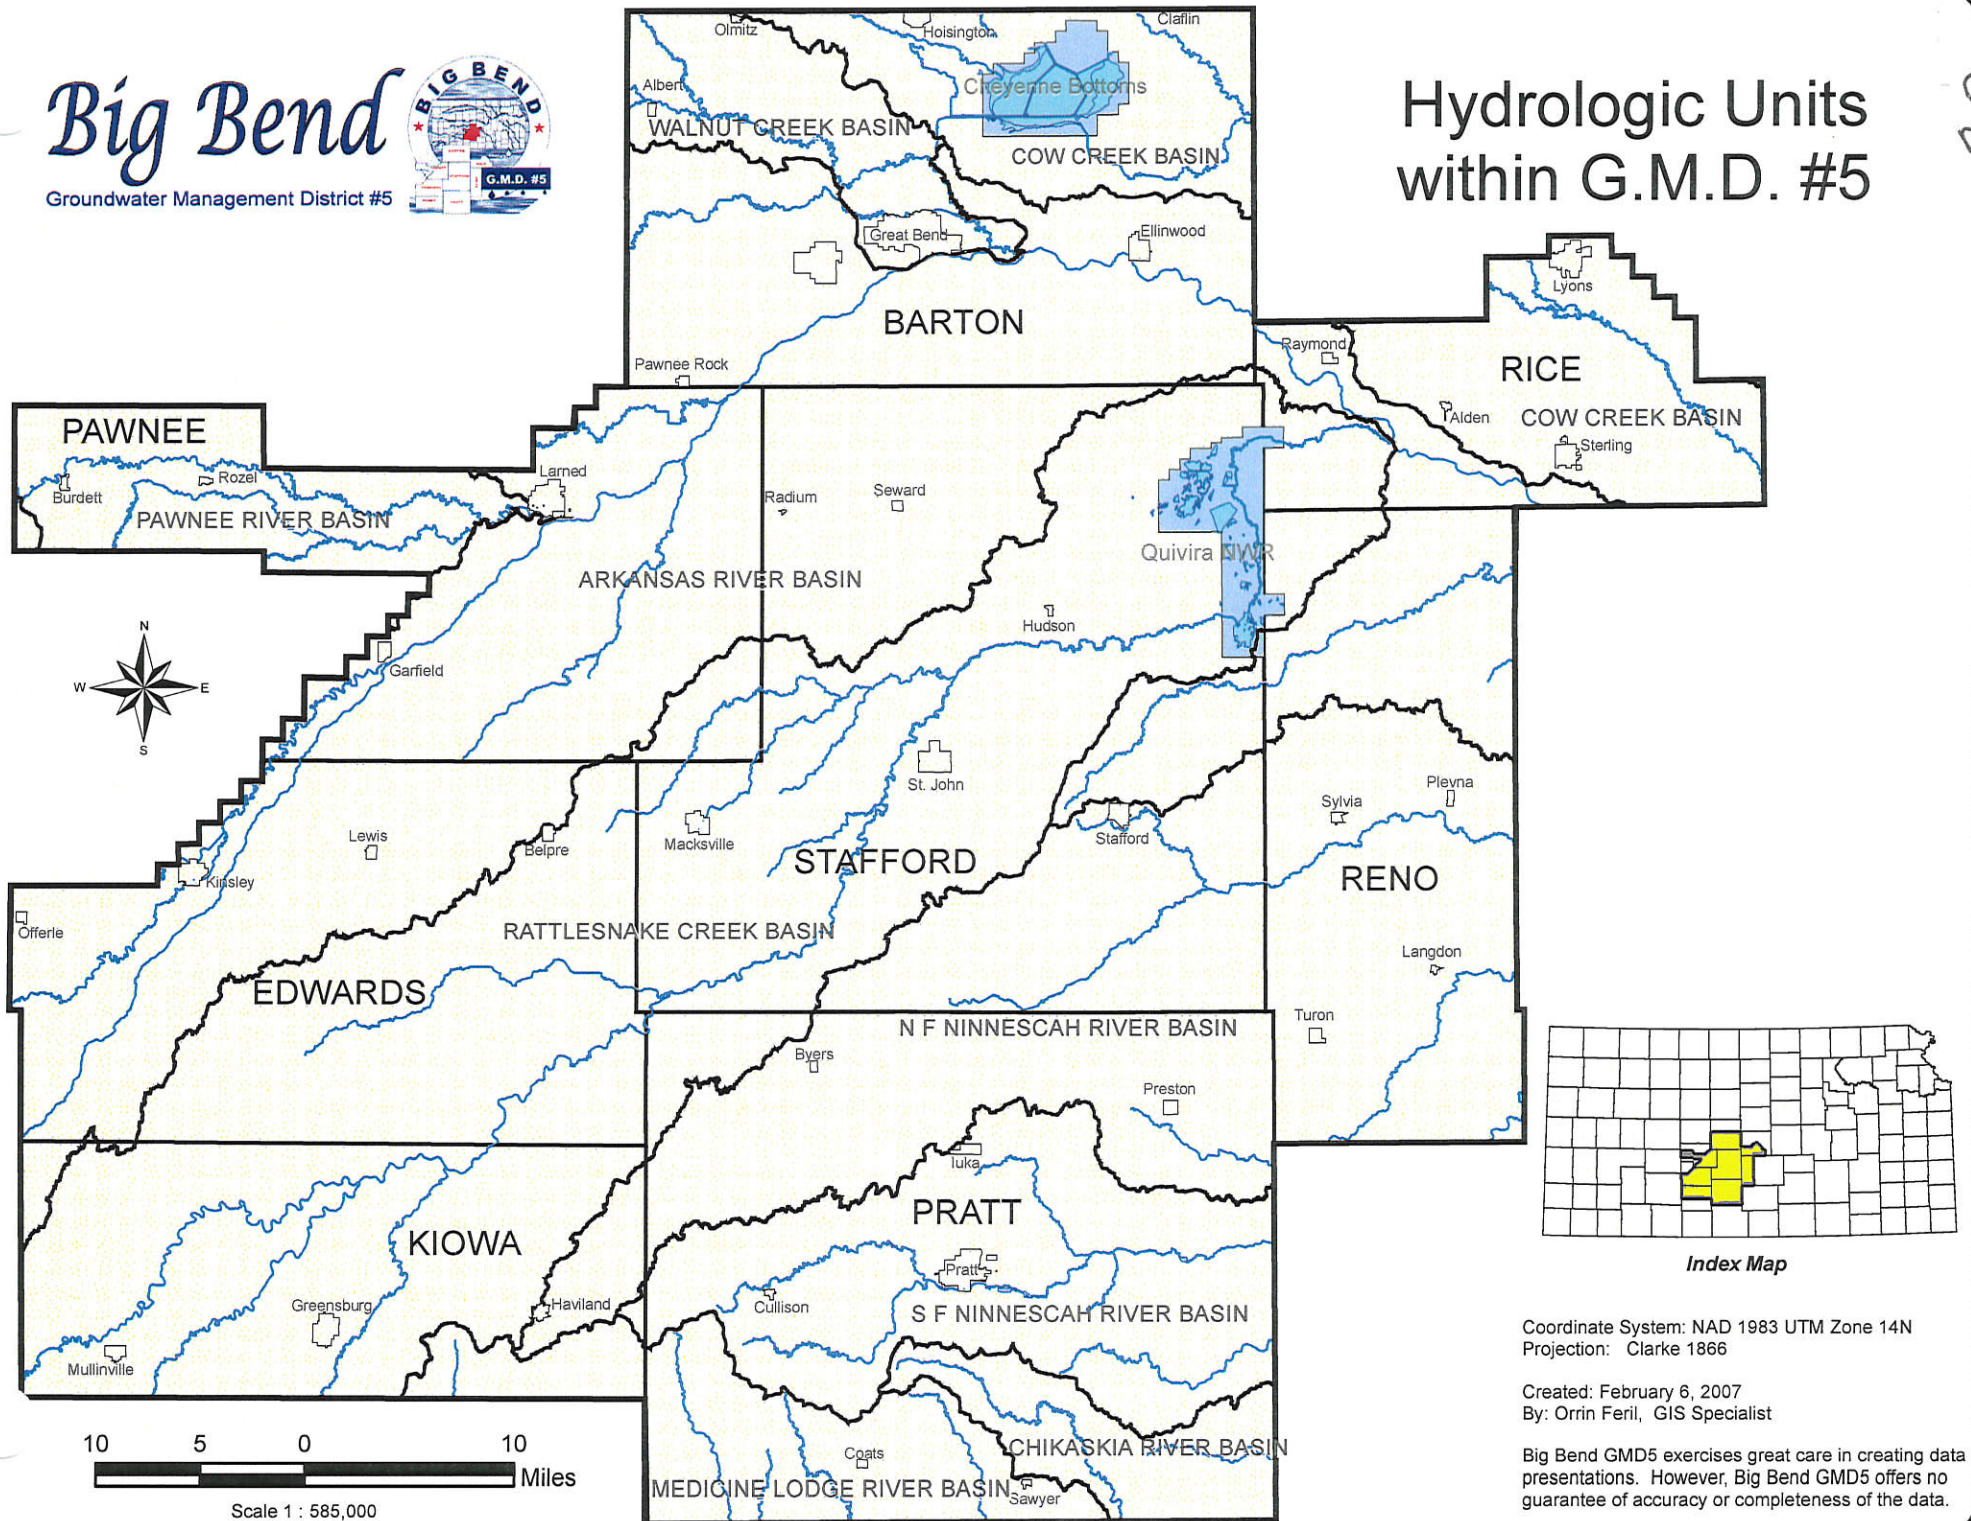 Big Bend
Groundwater Management District #5
BIG BEND
G.M.D. #5
Hydrologic Units
within G.M.D. #5
Olmitz
Hoisington
Claflin
Albert
Cheyenne Bottoms
WALNUT CREEK BASIN
COW CREEK BASIN
Great Bend
Ellinwood
BARTON
Pawnee Rock
Lyons
Raymond
RICE
Alden
COW CREEK BASIN
Sterling
PAWNEE
Burdett
Rozel
Larned
PAWNEE RIVER BASIN
Radium
Seward
Quivira NWR
ARKANSAS RIVER BASIN
Hudson
N
W
E
S
Garfield
St. John
Plevna
Sylvia
Lewis
Belpre
Macksville
Stafford
STAFFORD
RENO
Kinsley
Offerle
RATTLESNAKE CREEK BASIN
Langdon
EDWARDS
Turon
N F NINNESCAH RIVER BASIN
Byers
Preston
Iuka
PRATT
KIOWA
Pratt
Greensburg
Haviland
Cullison
S F NINNESCAH RIVER BASIN
Mullinville
CHIKASKIA RIVER BASIN
Coats
MEDICINE LODGE RIVER BASIN
Sawyer
10 5 0 10
Miles
Scale 1 : 585,000
Index Map
Coordinate System: NAD 1983 UTM Zone 14N
Projection: Clarke 1866
Created: February 6, 2007
By: Orrin Feril, GIS Specialist
Big Bend GMD5 exercises great care in creating data
presentations. However, Big Bend GMD5 offers no
guarantee of accuracy or completeness of the data.